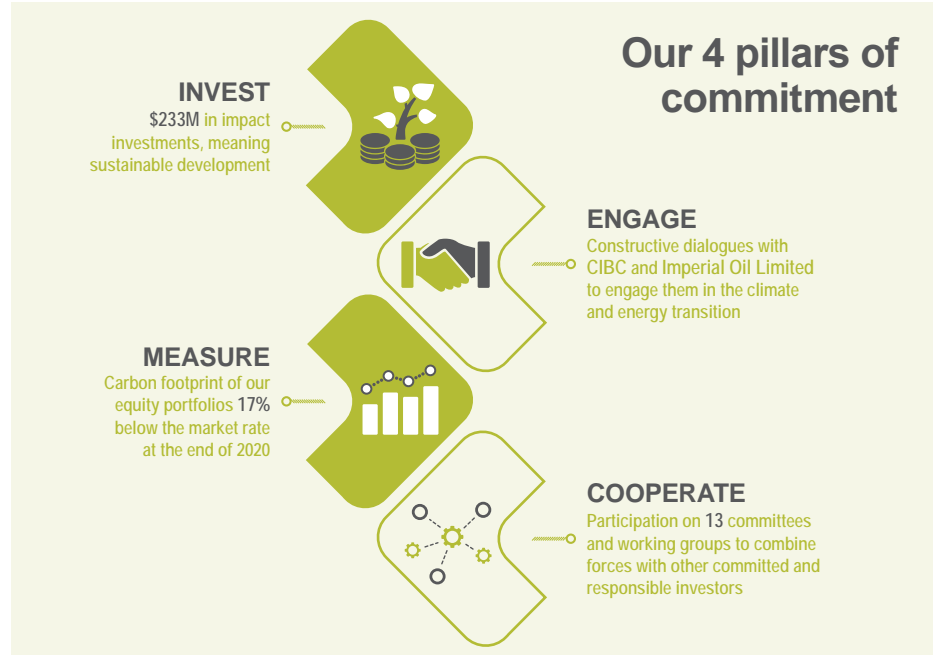 Our 4 pillars of
commitment
INVEST
$233M in impact
investments, meaning
sustainable development
ENGAGE
Constructive dialogues with
CIBC and Imperial Oil Limited
to engage them in the climate
and energy transition
MEASURE
Carbon footprint of our
equity portfolios 17%
below the market rate
at the end of 2020
COOPERATE
Participation on 13 committees
and working groups to combine
forces with other committed and
responsible investors